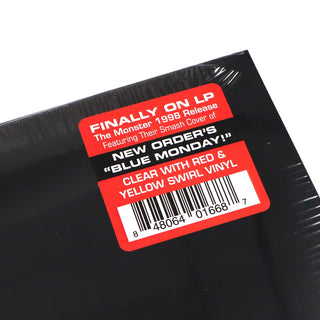 FINALLY ON LP
The Monster 1998 Release
Featuring Their Smash Cover of
NEW ORDER'S
"BLUE MONDAY!"
CLEAR WITH RED &
YELLOW SWIRL VINYL
8 48064 01668 7